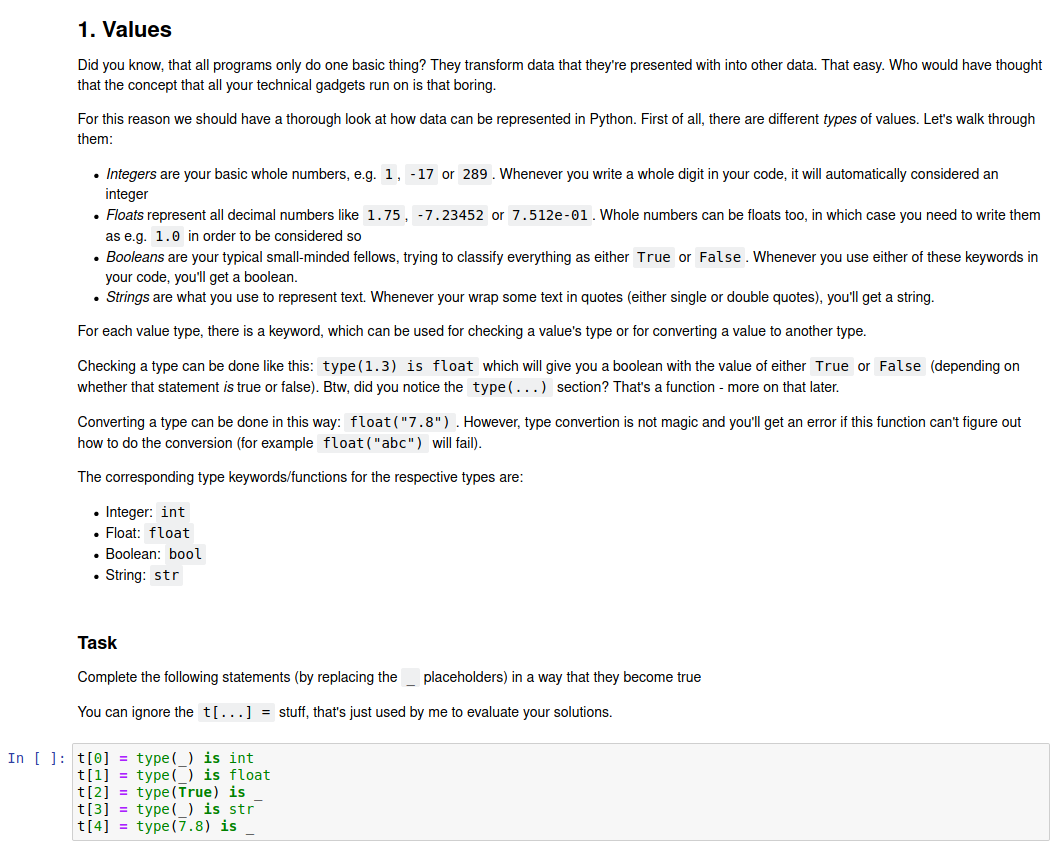 1. Values
Did you know, that all programs only do one basic thing? They transform data that they're presented with into other data. That easy. Who would have thought
that the concept that all your technical gadgets run on is that boring.
For this reason we should have a thorough look at how data can be represented in Python. First of all, there are different types of values. Let's walk through
them:
• Integers are your basic whole numbers, e.g. 1 , -17 or 289 . Whenever you write a whole digit in your code, it will automatically considered an
integer
• Floats represent all decimal numbers like 1.75 , -7.23452 or 7.512e-01 . Whole numbers can be floats too, in which case you need to write them
as e.g. 1.0 in order to be considered so
• Booleans are your typical small-minded fellows, trying to classify everything as either True or False . Whenever you use either of these keywords in
your code, you'll get a boolean.
• Strings are what you use to represent text. Whenever your wrap some text in quotes (either single or double quotes), you'll get a string.
For each value type, there is a keyword, which can be used for checking a value's type or for converting a value to another type.
Checking a type can be done like this: type(1.3) is float which will give you a boolean with the value of either True or False (depending on
whether that statement is true or false). Btw, did you notice the type(...) section? That's a function - more on that later.
Converting a type can be done in this way: float("7.8") . However, type convertion is not magic and you'll get an error if this function can't figure out
how to do the conversion (for example float("abc") will fail).
The corresponding type keywords/functions for the respective types are:
• Integer: int
• Float: float
• Boolean: bool
• String: str
Task
Complete the following statements (by replacing the _ placeholders) in a way that they become true
You can ignore the t[...] = stuff, that's just used by me to evaluate your solutions.
In [ ]: t[0] = type(_) is int
t[1] = type(_) is float
t[2] = type(True) is _
t[3] = type(_) is str
t[4] = type(7.8) is _